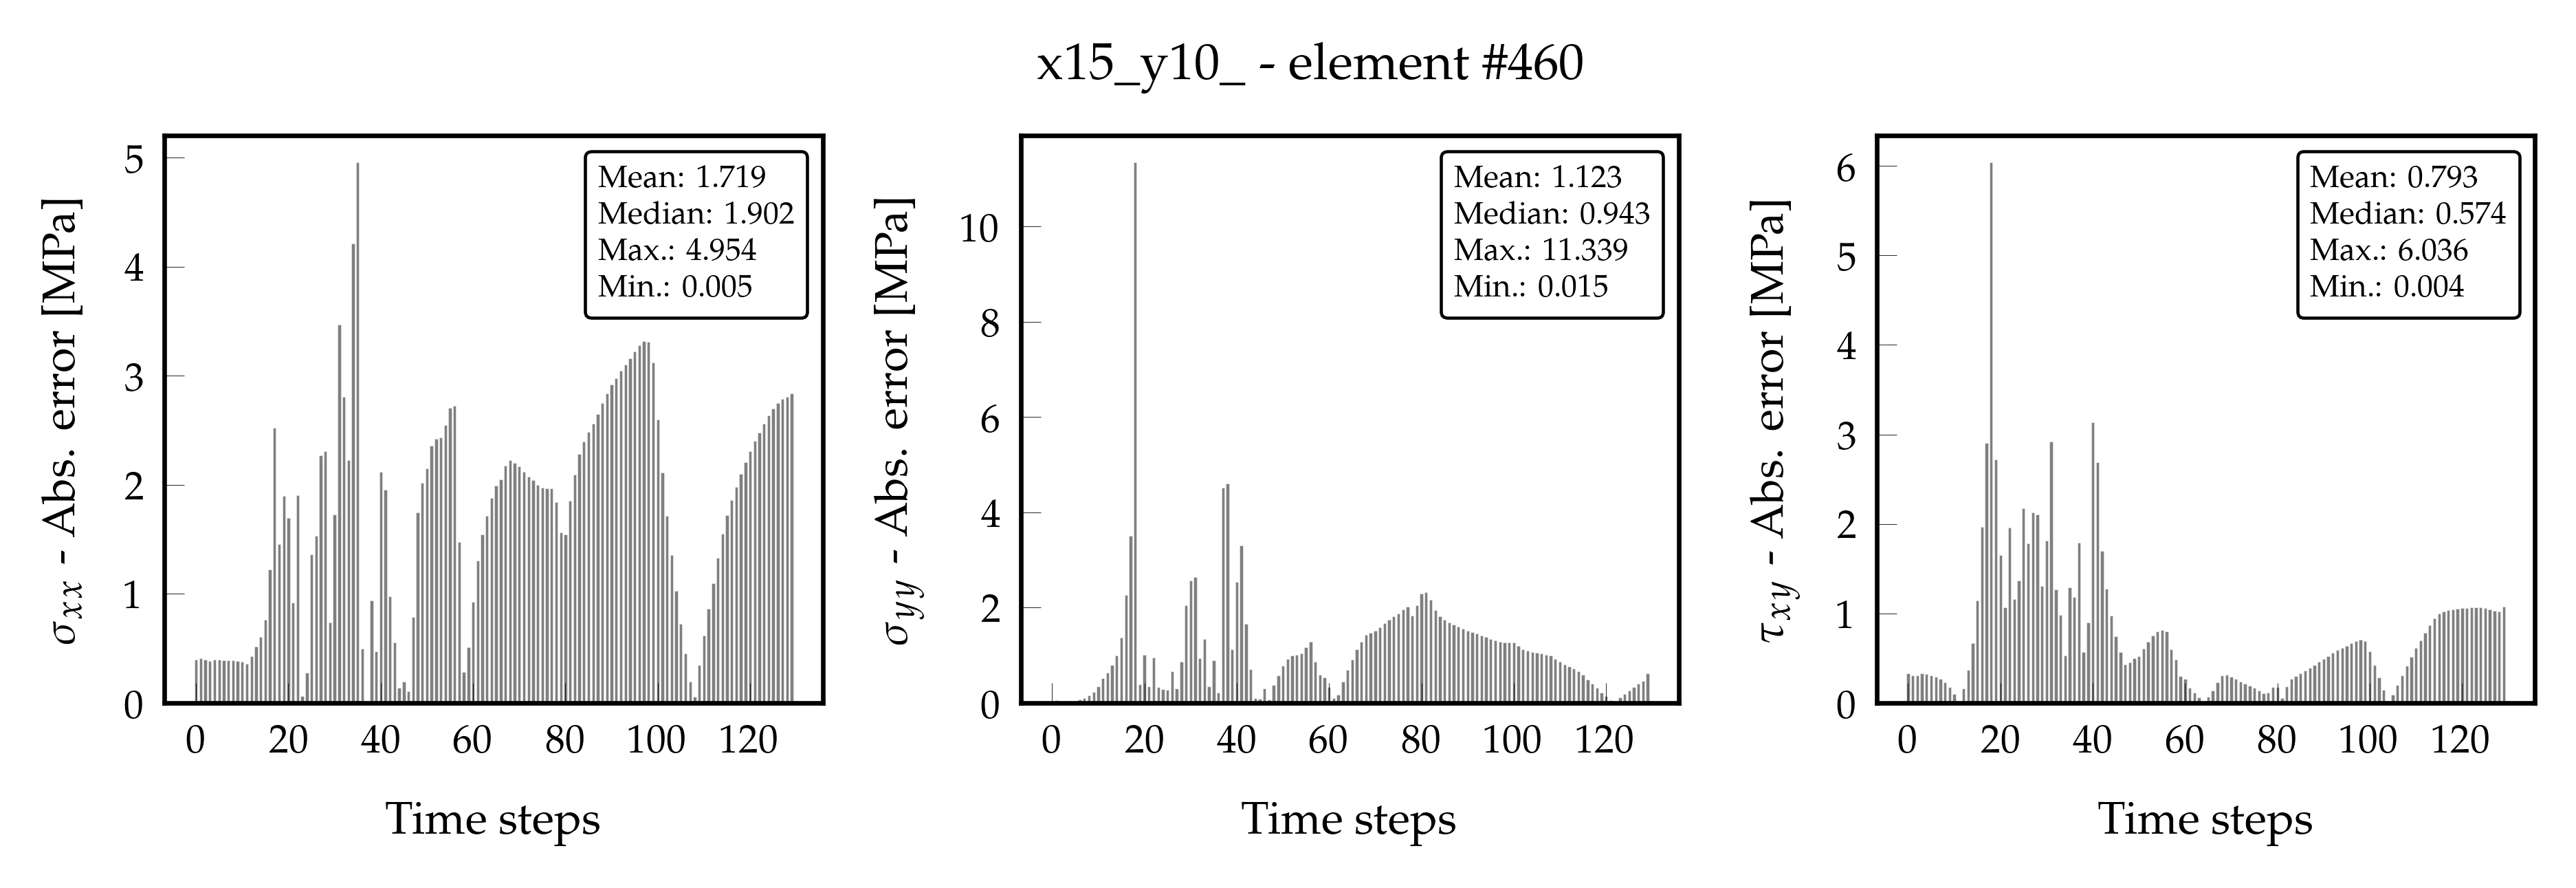 x15_y10_ - element #460
σxx - Abs. error [MPa]
5
4
3
2
1
0
0 20 40 60 80 100 120
Time steps
Mean: 1.719
Median: 1.902
Max.: 4.954
Min.: 0.005
σyy - Abs. error [MPa]
10
8
6
4
2
0
0 20 40 60 80 100 120
Time steps
Mean: 1.123
Median: 0.943
Max.: 11.339
Min.: 0.015
τxy - Abs. error [MPa]
6
5
4
3
2
1
0
0 20 40 60 80 100 120
Time steps
Mean: 0.793
Median: 0.574
Max.: 6.036
Min.: 0.004